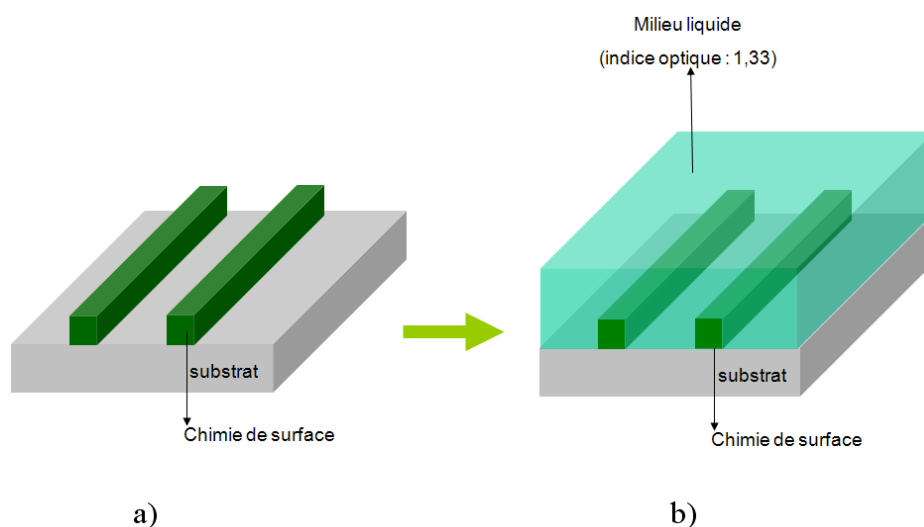 Milieu liquide
(indice optique : 1,33)
substrat
Chimie de surface
substrat
Chimie de surface
a)
b)